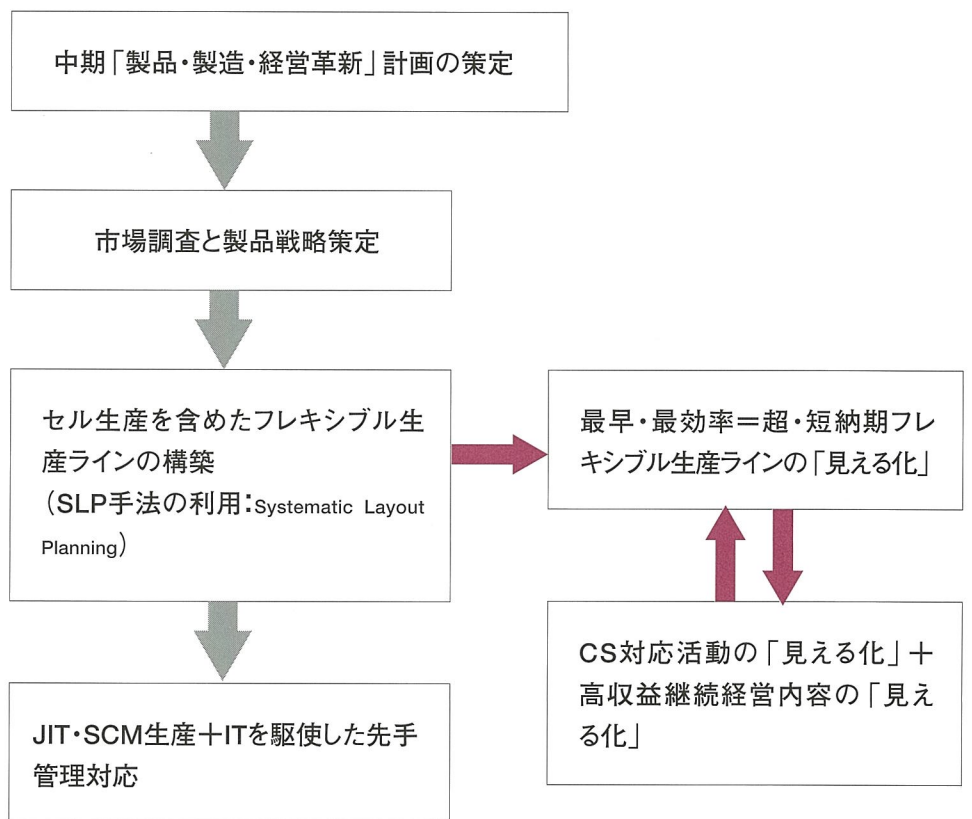 中期「製品・製造・経営革新」計画の策定
市場調査と製品戦略策定
セル生産を含めたフレキシブル生
産ラインの構築
（SLP手法の利用：Systematic Layout
Planning）
最早・最効率＝超・短納期フレ
キシブル生産ラインの「見える化」
CS対応活動の「見える化」＋
高収益継続経営内容の「見え
る化」
JIT・SCM生産＋ITを駆使した先手
管理対応